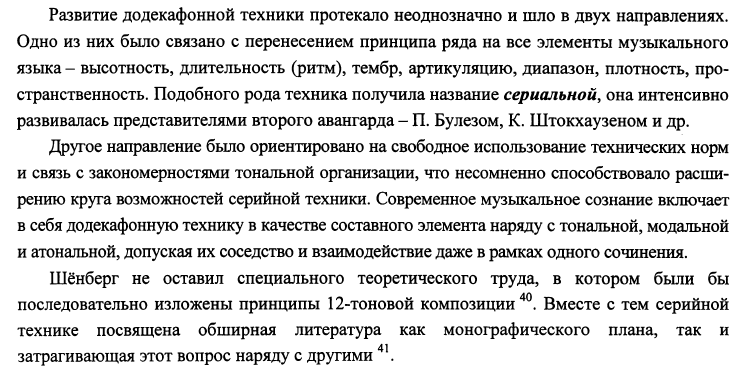 Развитие додекафонной техники протекало неоднозначно и шло в двух направлениях.
Одно из них было связано с перенесением принципа ряда на все элементы музыкального
языка – высотность, длительность (ритм), тембр, артикуляцию, диапазон, плотность, про-
странственность. Подобного рода техника получила название сериальной, она интенсивно
развивалась представителями второго авангарда – П. Булезом, К. Штокхаузеном и др.
Другое направление было ориентировано на свободное использование технических норм
и связь с закономерностями тональной организации, что несомненно способствовало расши-
рению круга возможностей серийной техники. Современное музыкальное сознание включает
в себя додекафонную технику в качестве составного элемента наряду с тональной, модальной
и атональной, допуская их соседство и взаимодействие даже в рамках одного сочинения.
Шёнберг не оставил специального теоретического труда, в котором были бы
последовательно изложены принципы 12-тоновой композиции 40. Вместе с тем серийной
технике посвящена обширная литература как монографического плана, так и
затрагивающая этот вопрос наряду с другими 41.